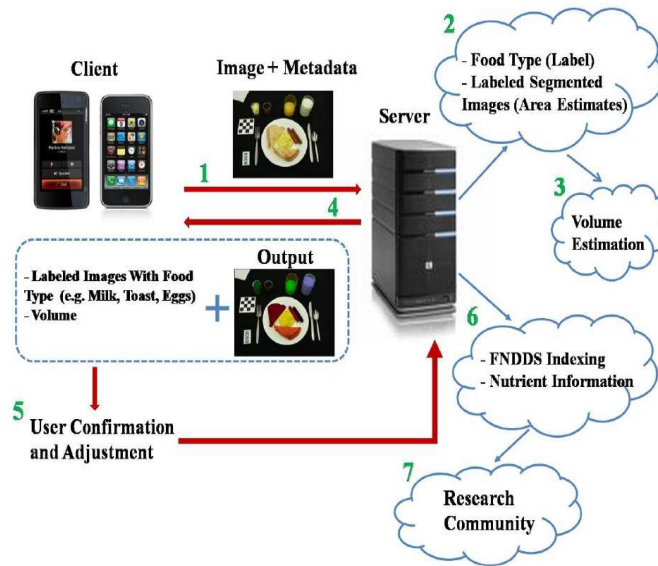 Client
Image + Metadata
Server
1
4
2
- Food Type (Label)
- Labeled Segmented
Images (Area Estimates)
3
Volume
Estimation
- Labeled Images With Food
Type (e.g. Milk, Toast, Eggs)
- Volume
+
Output
5
User Confirmation
and Adjustment
6
- FNDDS Indexing
- Nutrient Information
7
Research
Community